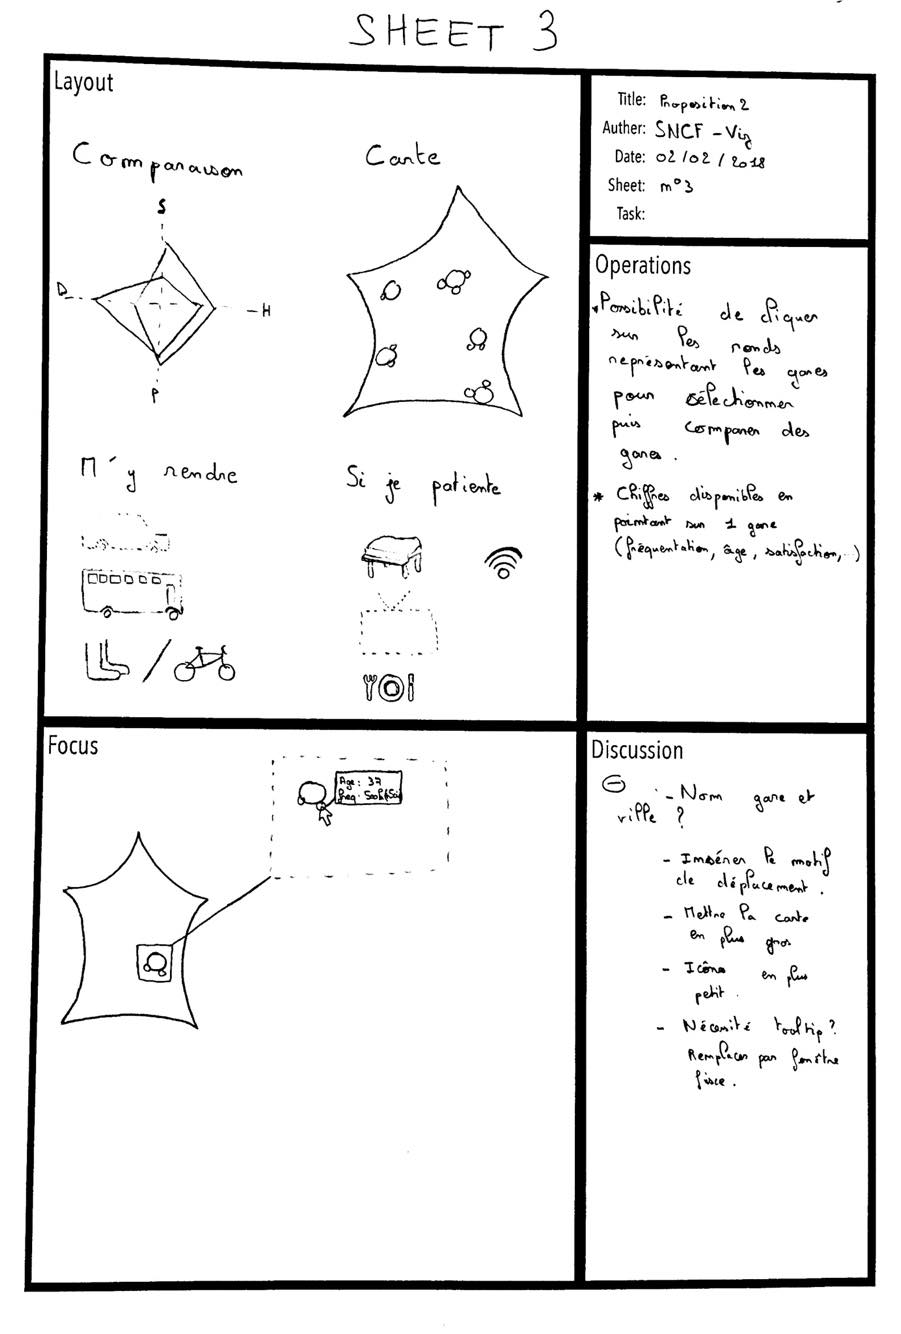 SHEET 3
Layout
Comparaison
S
D
H
P
Carte
M'y rendre
Si je patiente
Title: Proposition 2
Auther: SNCF - Viz
Date: 02/02/2018
Sheet: n°3
Task:
Operations
* Possibilité de cliquer
sur les ronds
représentant les gares
pour sélectionner
puis comparer des
gares.
* Chiffres disponibles en
pointant sur 1 gare
(fréquentation, âge, satisfaction,..)
Focus
Age: 37
Discussion
- Nom gare et
ville ?
- Insérer le motif
de déplacement.
- Mettre la carte
en plus gros
- Icône en plus
petit.
- Nécessité tooltip?
Remplacer par fenêtre
fixe.